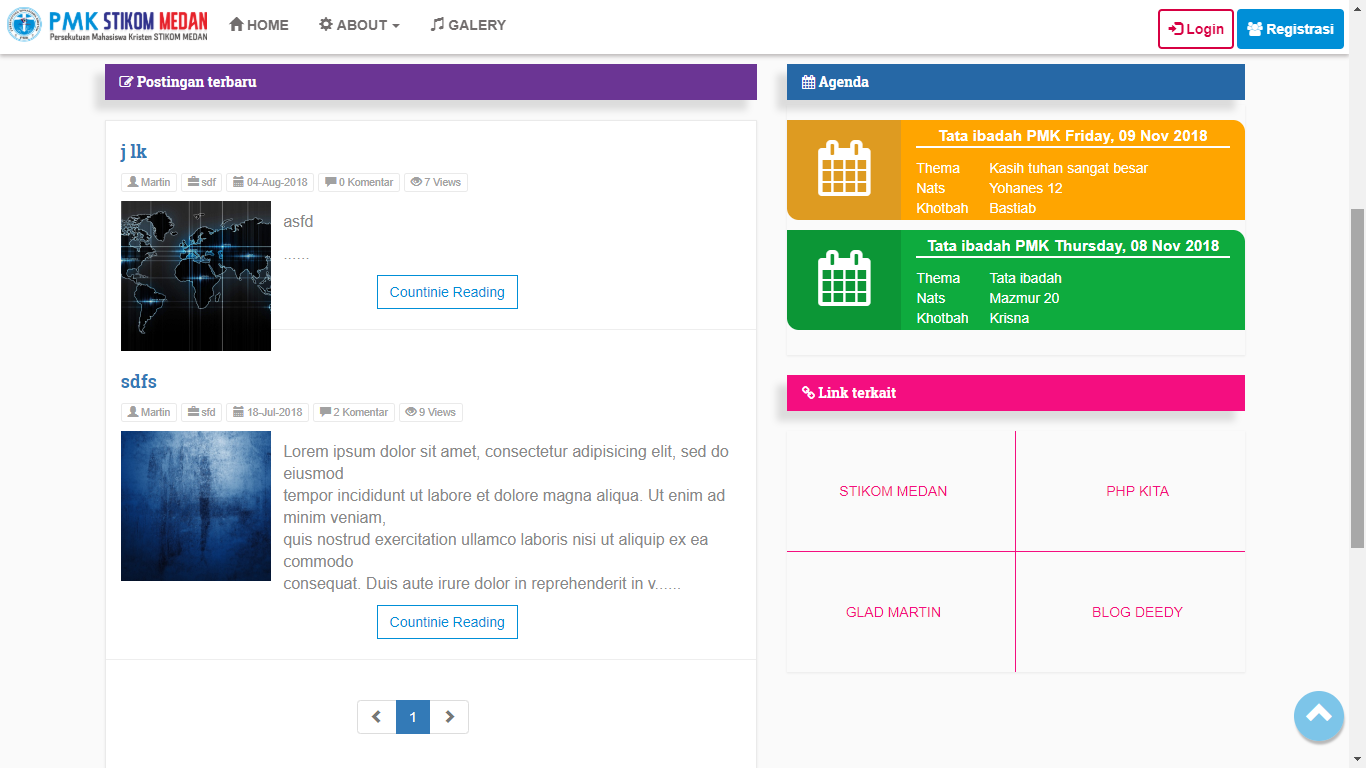 PMK STIKOM MEDAN
Persekutuan Mahasiswa Kristen STIKOM MEDAN
HOME
ABOUT
GALERY
Login
Registrasi
Postingan terbaru
j lk
Martin
sdf
04-Aug-2018
0 Komentar
7 Views
asfd
......
Countinie Reading
sdfs
Martin
sfd
18-Jul-2018
2 Komentar
9 Views
Lorem ipsum dolor sit amet, consectetur adipisicing elit, sed do
eiusmod
tempor incididunt ut labore et dolore magna aliqua. Ut enim ad
minim veniam,
quis nostrud exercitation ullamco laboris nisi ut aliquip ex ea
commodo
consequat. Duis aute irure dolor in reprehenderit in v......
Countinie Reading
1
Agenda
Tata ibadah PMK Friday, 09 Nov 2018
Thema Kasih tuhan sangat besar
Nats Yohanes 12
Khotbah Bastiab
Tata ibadah PMK Thursday, 08 Nov 2018
Thema Tata ibadah
Nats Mazmur 20
Khotbah Krisna
Link terkait
STIKOM MEDAN
PHP KITA
GLAD MARTIN
BLOG DEEDY